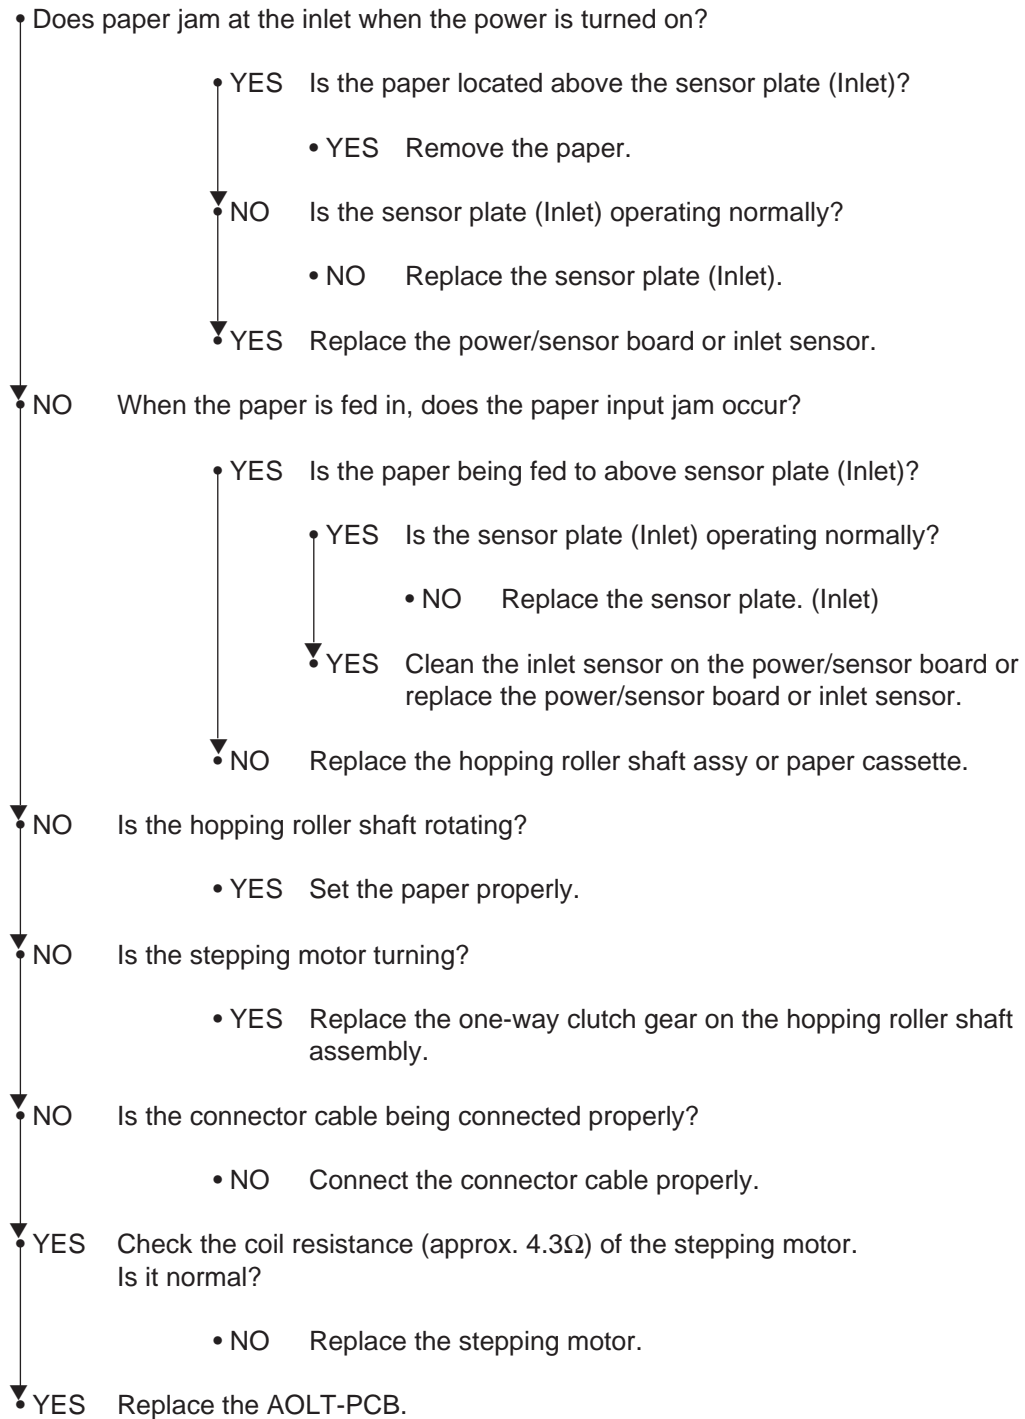 • Does paper jam at the inlet when the power is turned on?
• YES Is the paper located above the sensor plate (Inlet)?
• YES Remove the paper.
• NO Is the sensor plate (Inlet) operating normally?
• NO Replace the sensor plate (Inlet).
• YES Replace the power/sensor board or inlet sensor.
• NO When the paper is fed in, does the paper input jam occur?
• YES Is the paper being fed to above sensor plate (Inlet)?
• YES Is the sensor plate (Inlet) operating normally?
• NO Replace the sensor plate. (Inlet)
• YES Clean the inlet sensor on the power/sensor board or
replace the power/sensor board or inlet sensor.
• NO Replace the hopping roller shaft assy or paper cassette.
• NO Is the hopping roller shaft rotating?
• YES Set the paper properly.
• NO Is the stepping motor turning?
• YES Replace the one-way clutch gear on the hopping roller shaft
assembly.
• NO Is the connector cable being connected properly?
• NO Connect the connector cable properly.
• YES Check the coil resistance (approx. 4.3Ω) of the stepping motor.
Is it normal?
• NO Replace the stepping motor.
• YES Replace the AOLT-PCB.